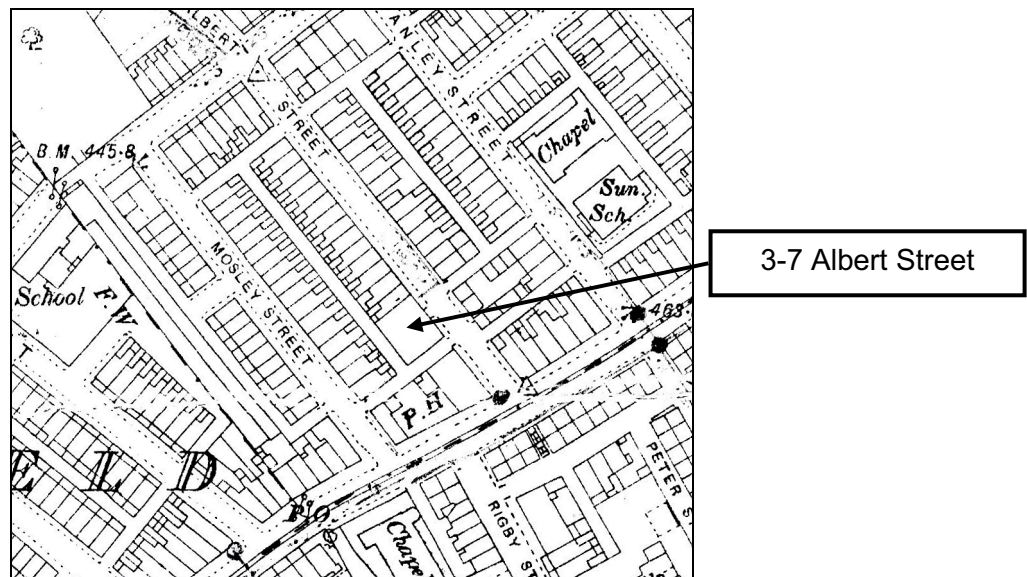 ALBERT
STREET
ANLEY STREET
B.M. 445·8
Chapel
Sun.
Sch.
MOSLEY STREET
3-7 Albert Street
School
F.W
463·
T
P.H
E L D
PETER S
P.O
RIGBY ST
Chape